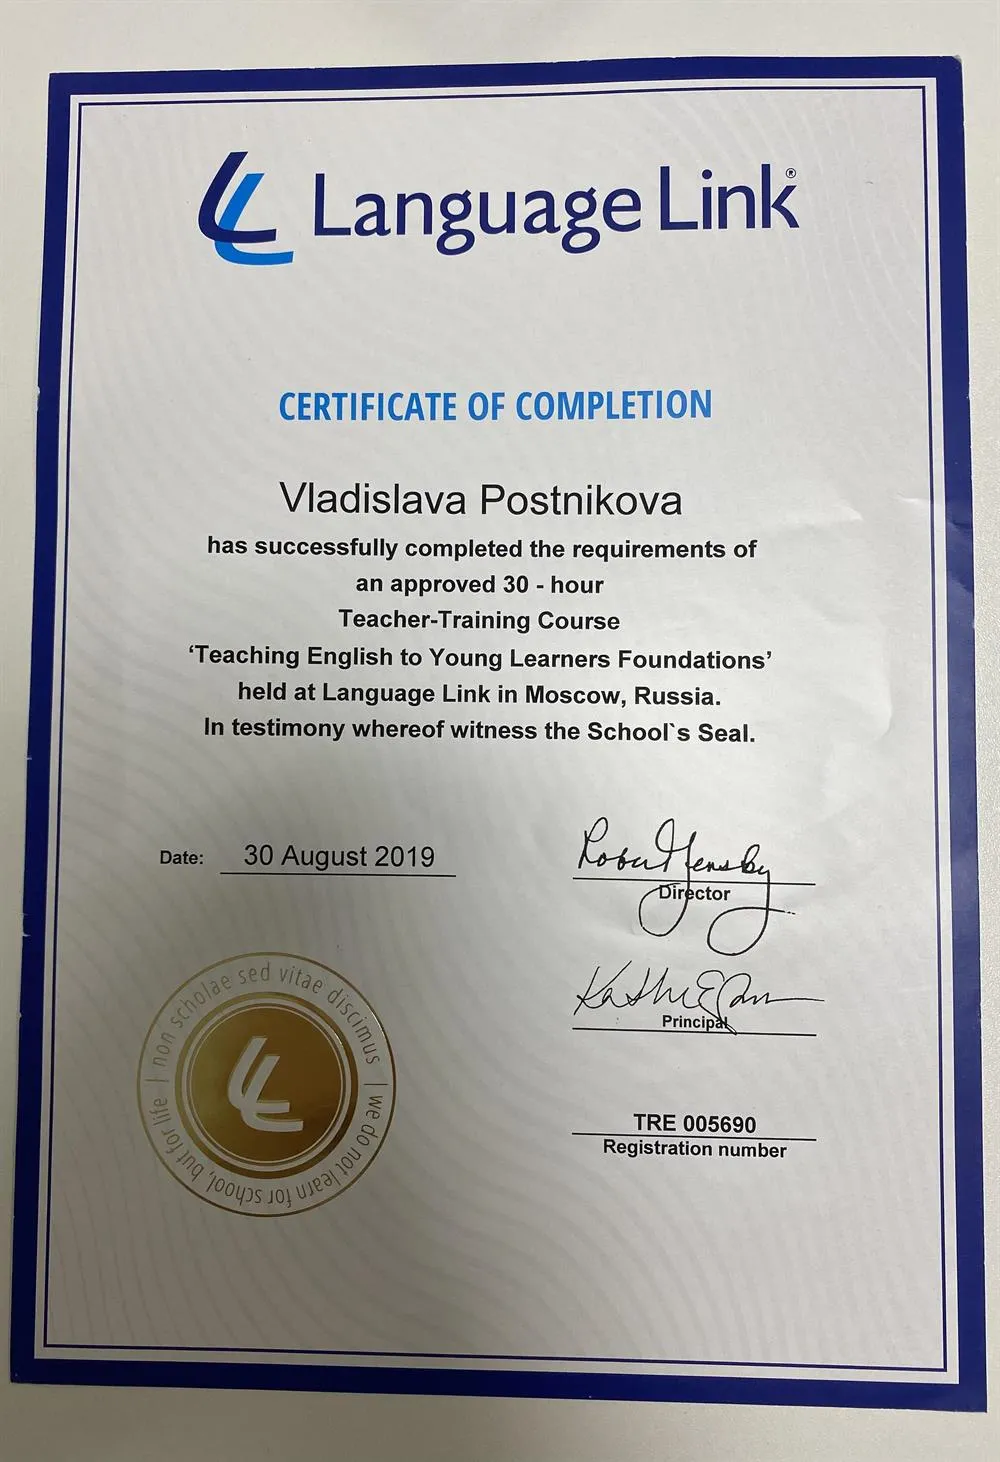 Language Link®
CERTIFICATE OF COMPLETION
Vladislava Postnikova
has successfully completed the requirements of
an approved 30 - hour
Teacher-Training Course
‘Teaching English to Young Learners Foundations’
held at Language Link in Moscow, Russia.
In testimony whereof witness the School`s Seal.
Date: 30 August 2019
Director
Principal
TRE 005690
Registration number
non scholae sed vitae discimus | we do not learn for school, but for life |